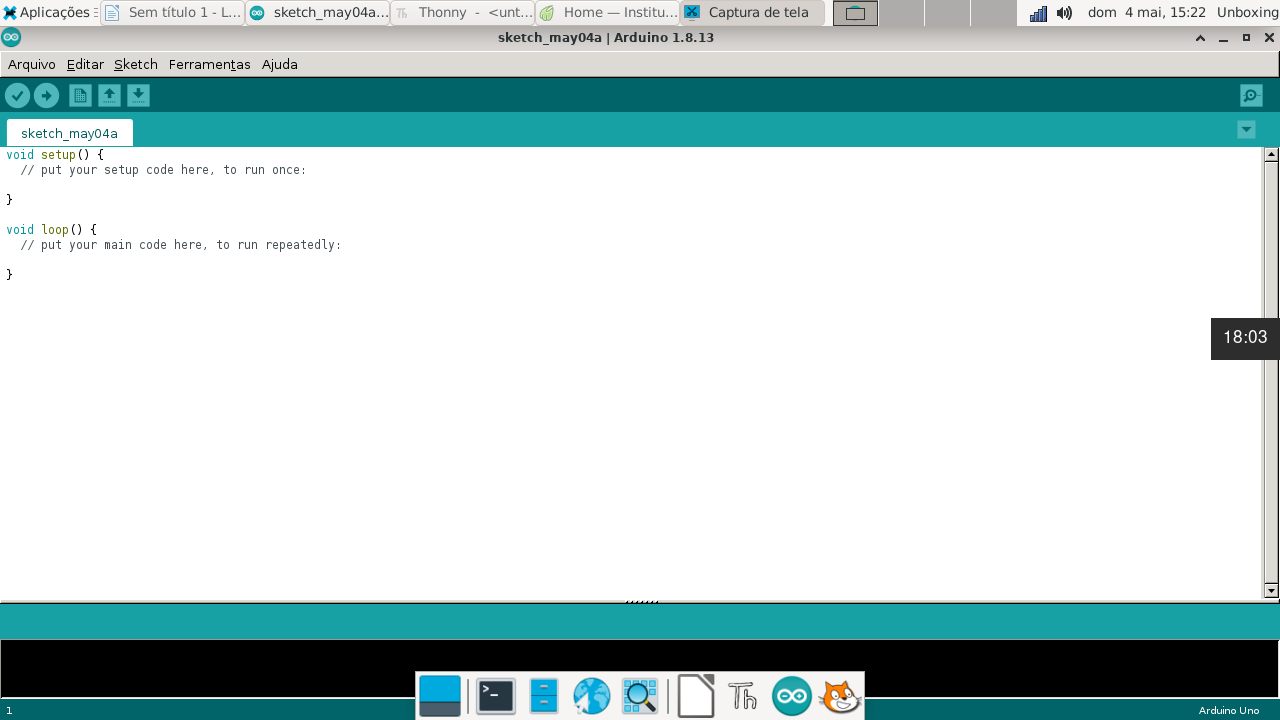 Aplicações
Sem título 1 - L...
sketch_may04a...
Th
Thonny - <unt...
Home — Institu...
Captura de tela
dom 4 mai, 15:22
Unboxing
sketch_may04a | Arduino 1.8.13
Arquivo Editar Sketch Ferramentas Ajuda
sketch_may04a
void setup() {
// put your setup code here, to run once:
}
void loop() {
// put your main code here, to run repeatedly:
}
18:03
>_
Th
1
Arduino Uno